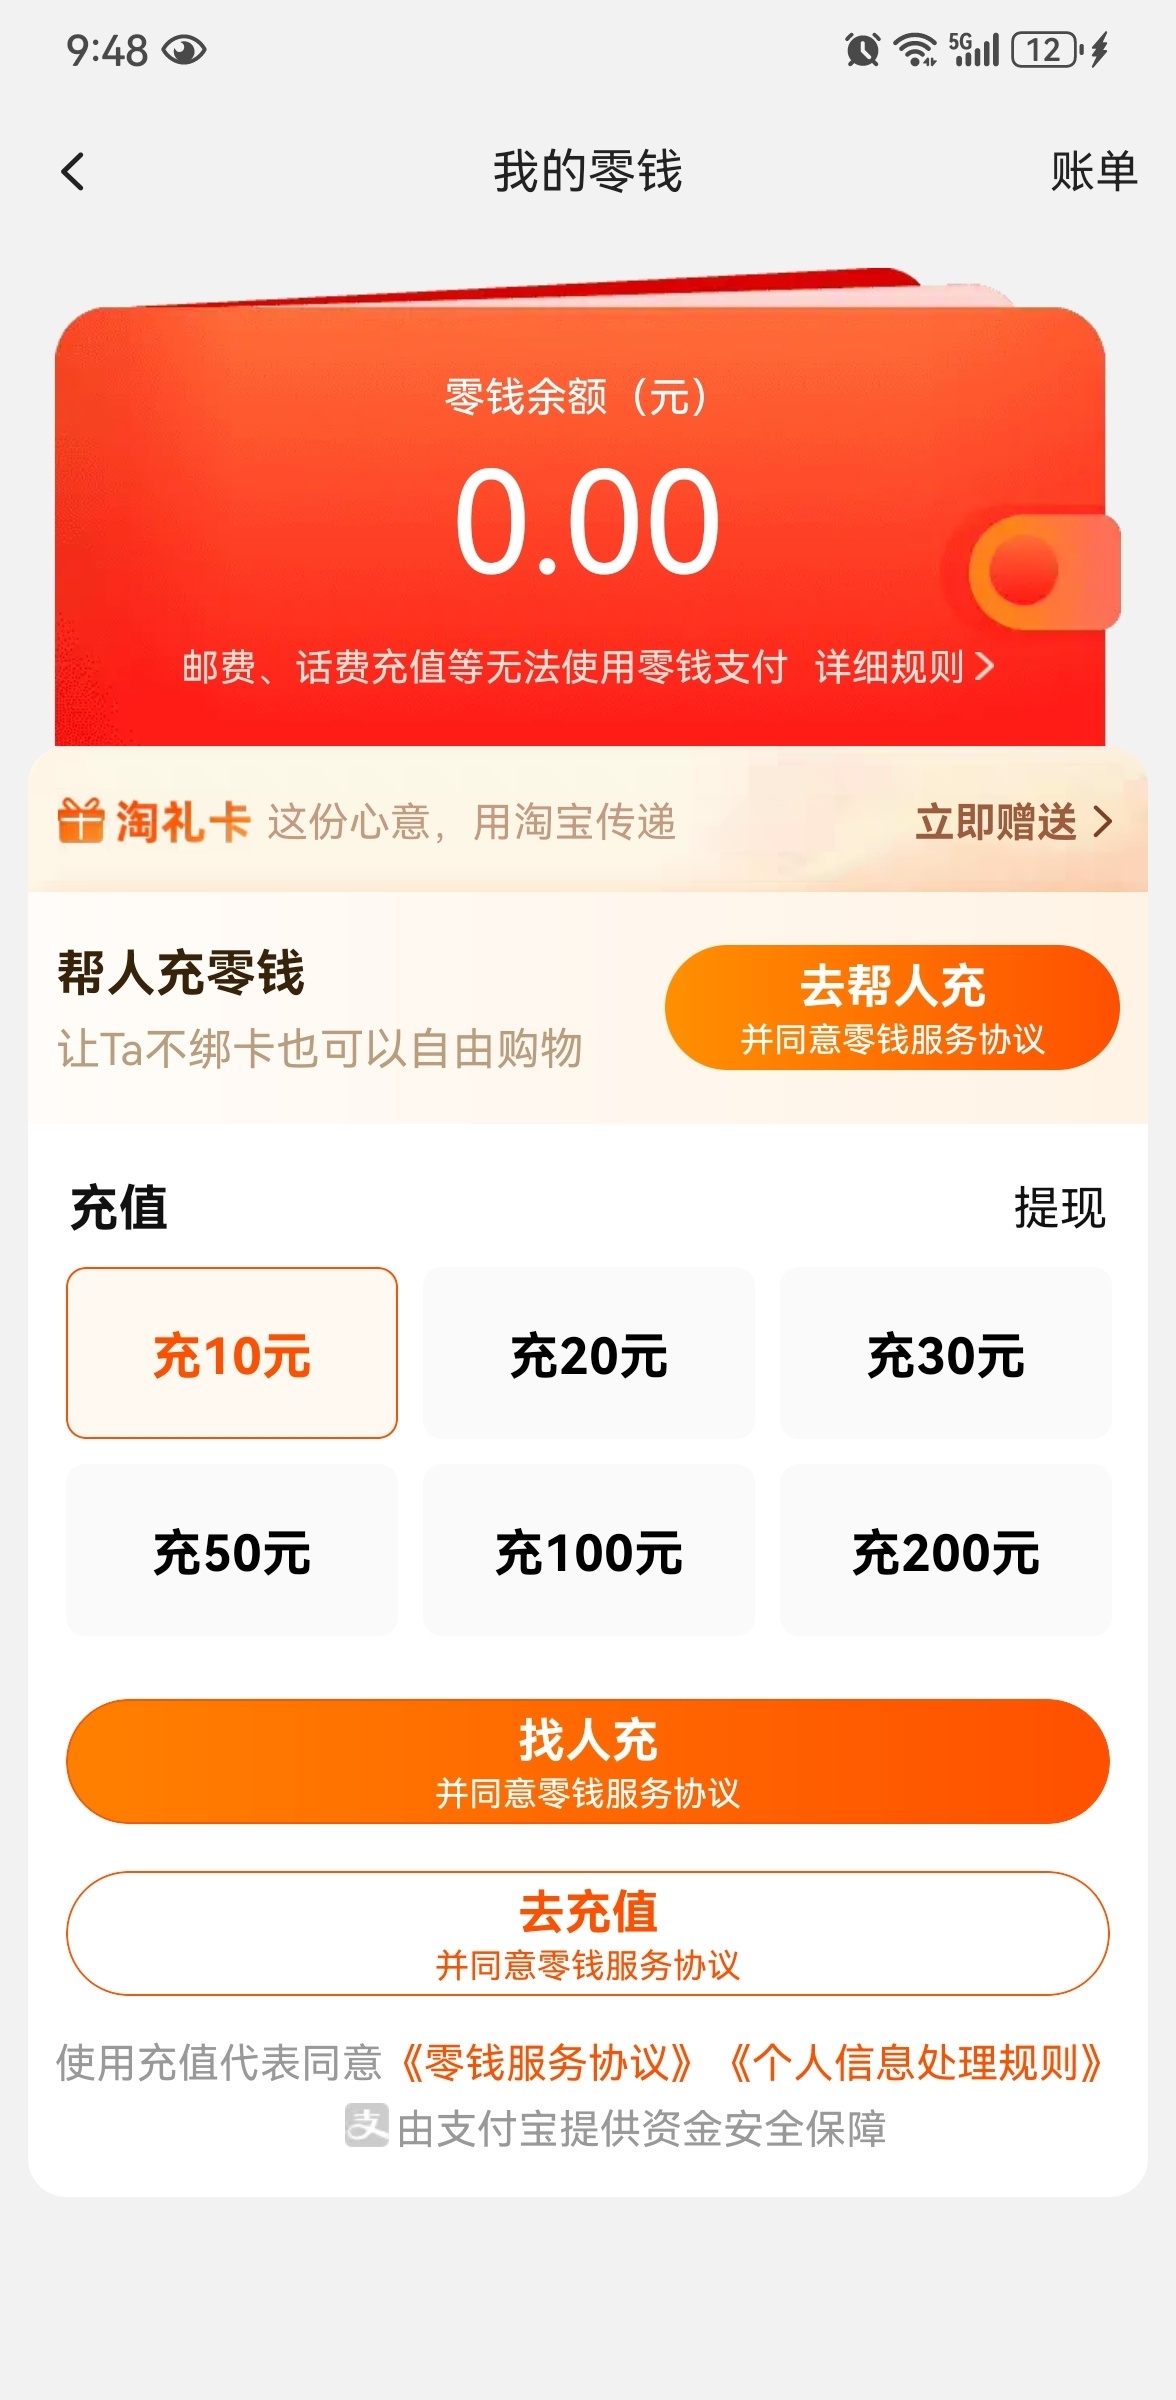 9:48
5G
12
我的零钱
账单
零钱余额（元）
0.00
邮费、话费充值等无法使用零钱支付 详细规则
淘礼卡 这份心意，用淘宝传递
立即赠送
帮人充零钱
让Ta不绑卡也可以自由购物
去帮人充
并同意零钱服务协议
充值
提现
充10元
充20元
充30元
充50元
充100元
充200元
找人充
并同意零钱服务协议
去充值
并同意零钱服务协议
使用充值代表同意《零钱服务协议》《个人信息处理规则》
支 由支付宝提供资金安全保障